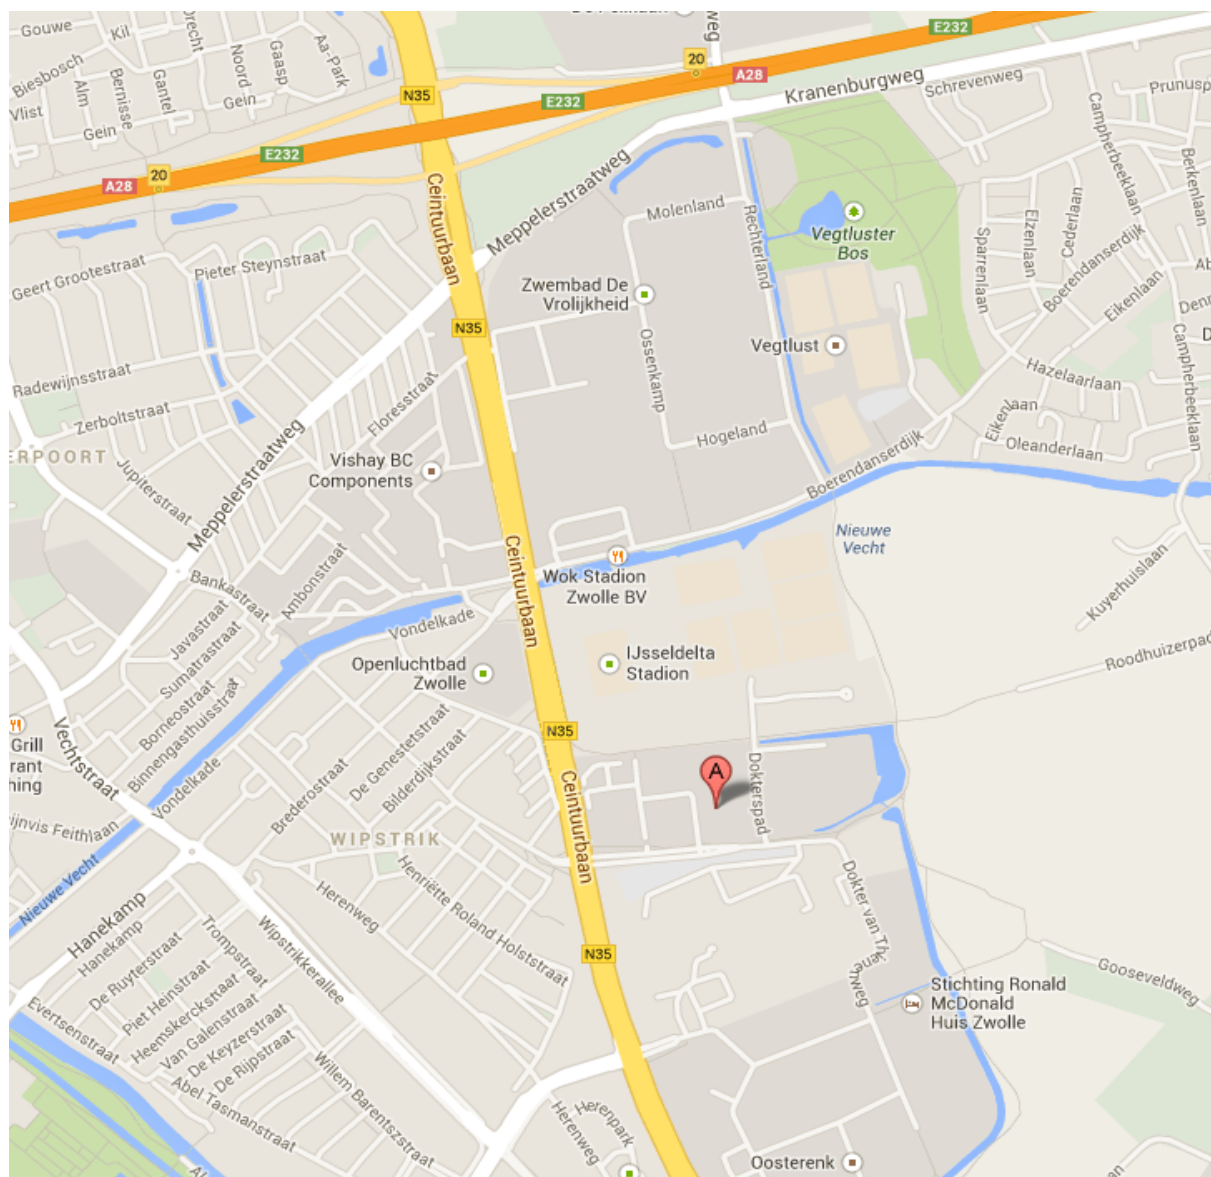 Gouwe
Kil
Noord
Gaasp
Aa-Park
Biesbosch
Alm
Bernisse
Gantel
Gein
Vlist
Gein
N35
20
A28
E232
E232
20
A28
E232
Kranenburgweg
Schrevenweg
Campherbeeklaan
Berkenlaan
Ceintuurbaan
Meppelerstraatweg
Molenland
Rechterland
Vegtluster
Bos
Sparrenlaan
Elzenlaan
Cederlaan
Boerendanserdijk
Eikenlaan
Geert Grootestraat
Pieter Steynstraat
Zwembad De
Vrolijkheid
N35
Ossenkamp
Vegtlust
Hazelaarlaan
Campherbeeklaan
Radewijnsstraat
Zerboltstraat
Floresstraat
Hogeland
Eikenlaan
Oleanderlaan
ERPOORT
Jupiterstraat
Meppelerstraatweg
Vishay BC
Components
Boerendanserdijk
Nieuwe
Vecht
Ceintuurbaan
Wok Stadion
Zwolle BV
Kuyerhuislaan
Bankastraat
Ambonstraat
Javastraat
Sumatrastraat
Borneostraat
Binnengasthuisstraat
Vondelkade
Openluchtbad
Zwolle
IJsseldelta
Stadion
Roodhuizerpad
N35
Grill
rant
hing
Vechtstraat
Vondelkade
De Genestetstraat
Bilderdijkstraat
Brederostraat
A
Dokterspad
Ceintuurbaan
ijnvis Feithlaan
WIPSTRIK
Nieuwe Vecht
Herenweg
Henriëtte Roland Holststraat
Dokter van Thienenweg
Hanekamp
Hanekamp
Wipstrikkerallee
N35
De Ruyterstraat
Trompstraat
Piet Heinstraat
Heemskerckstraat
Van Galenstraat
De Keyzerstraat
De Rijpstraat
Gooseveldweg
Stichting Ronald
McDonald
Huis Zwolle
Evertsenstraat
Abel Tasmanstraat
Willem Barentszstraat
Herenweg
Herenpark
Oosterenk